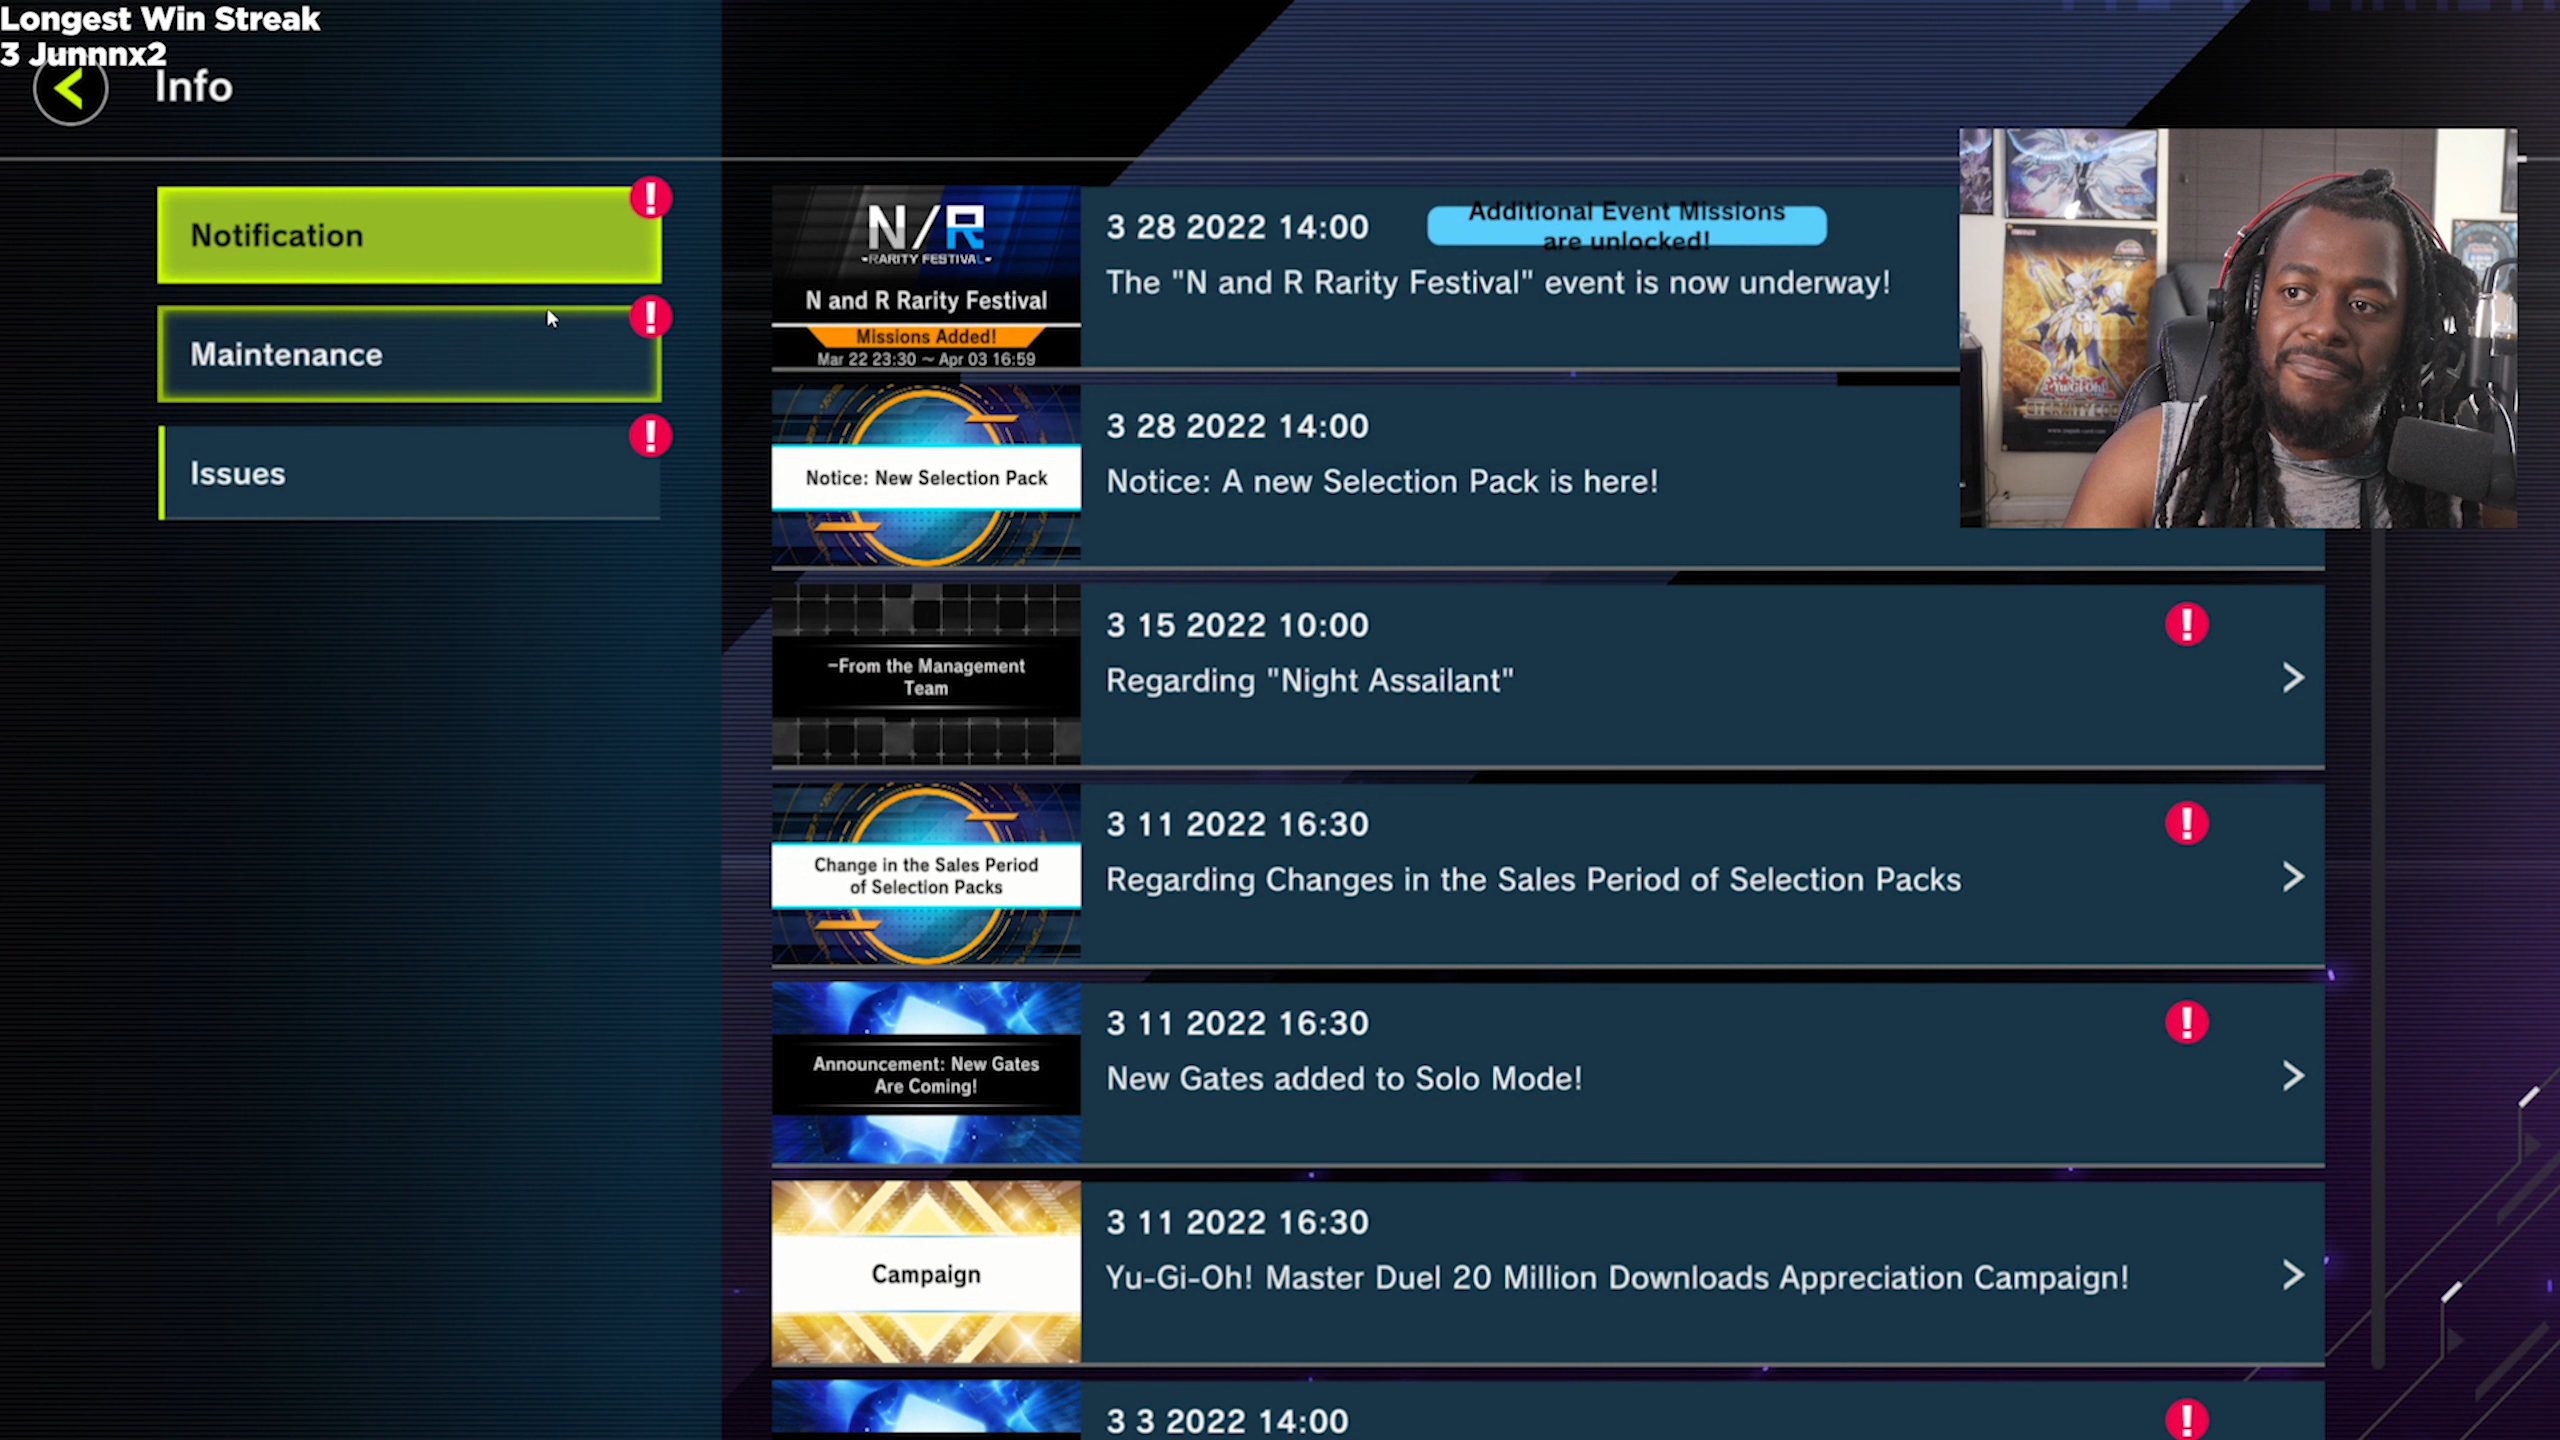 Longest Win Streak
3 Junnnx2
Info
Notification
Maintenance
Issues
N/R
RARITY FESTIVAL
N and R Rarity Festival
Missions Added!
Mar 22 23:30 ~ Apr 03 16:59
3 28 2022 14:00
Additional Event Missions
are unlocked!
The "N and R Rarity Festival" event is now underway!
Notice: New Selection Pack
3 28 2022 14:00
Notice: A new Selection Pack is here!
-From the Management
Team
3 15 2022 10:00
Regarding "Night Assailant"
Change in the Sales Period
of Selection Packs
3 11 2022 16:30
Regarding Changes in the Sales Period of Selection Packs
Announcement: New Gates
Are Coming!
3 11 2022 16:30
New Gates added to Solo Mode!
Campaign
3 11 2022 16:30
Yu-Gi-Oh! Master Duel 20 Million Downloads Appreciation Campaign!
3 3 2022 14:00
Yu-Gi-Oh!